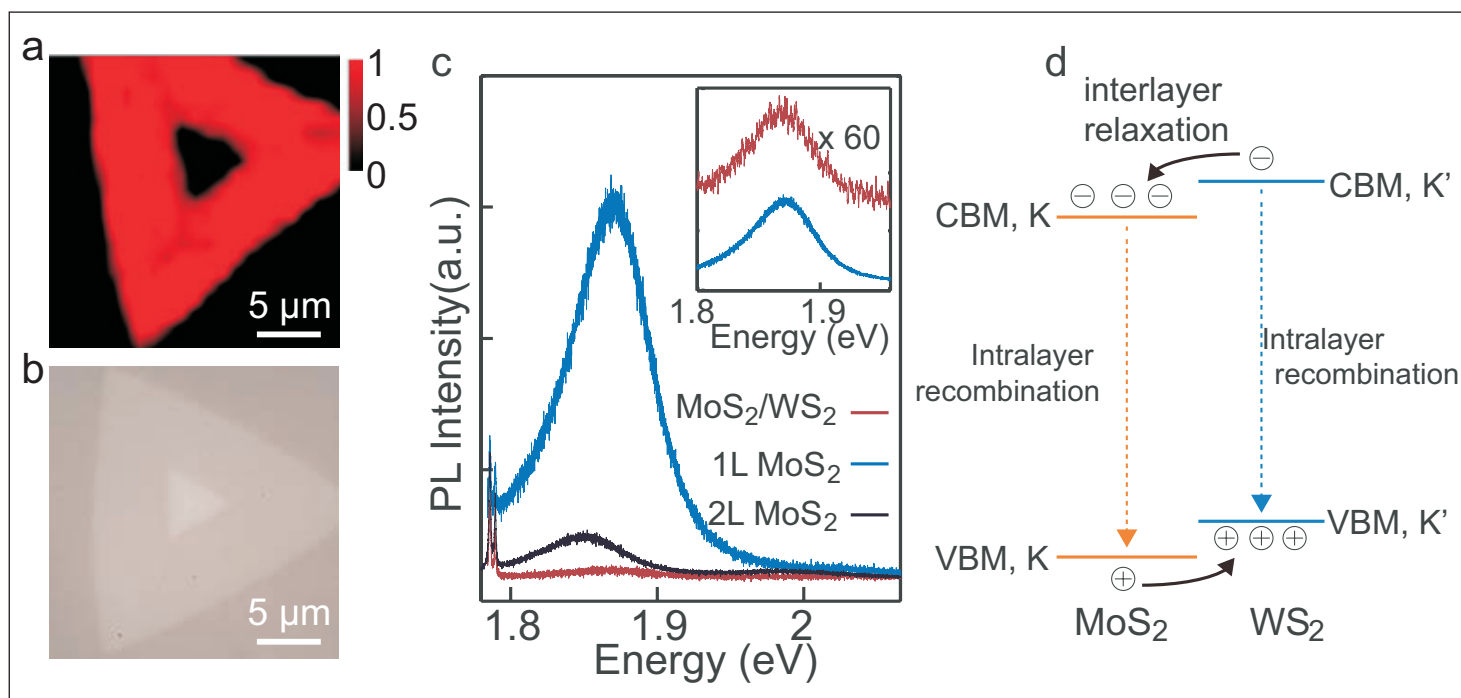 a
1
0.5
0
5 µm
b
5 µm
c
PL Intensity(a.u.)
x 60
1.8
1.9
Energy (eV)
MoS₂/WS₂
1L MoS₂
2L MoS₂
1.8
1.9
2
Energy (eV)
d
interlayer
relaxation
CBM, K
CBM, K’
Intralayer
recombination
Intralayer
recombination
VBM, K
VBM, K’
MoS₂
WS₂